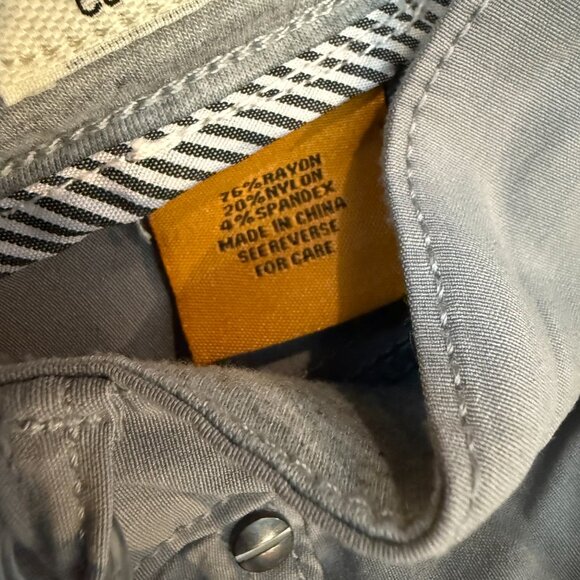 76% RAYON
20% NYLON
4% SPANDEX
MADE IN CHINA
SEE REVERSE
FOR CARE